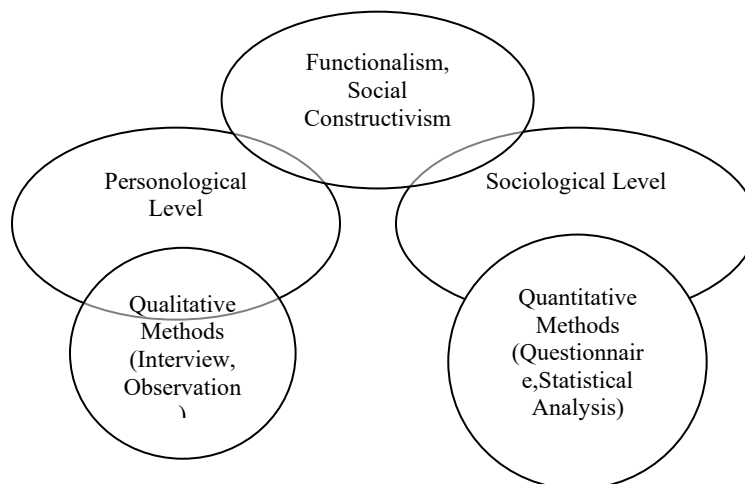 Functionalism,
Social
Constructivism
Personological
Level
Sociological Level
Qualitative
Methods
(Interview,
Observation
)
Quantitative
Methods
(Questionnair
e,Statistical
Analysis)